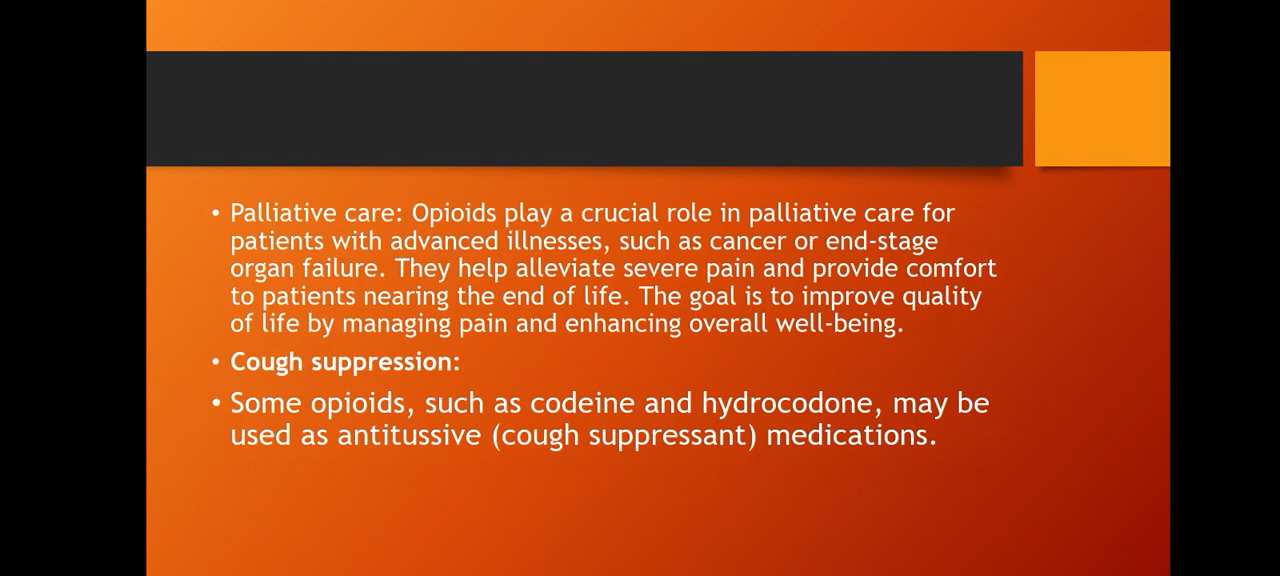 • Palliative care: Opioids play a crucial role in palliative care for
patients with advanced illnesses, such as cancer or end-stage
organ failure. They help alleviate severe pain and provide comfort
to patients nearing the end of life. The goal is to improve quality
of life by managing pain and enhancing overall well-being.
• Cough suppression:
• Some opioids, such as codeine and hydrocodone, may be
used as antitussive (cough suppressant) medications.